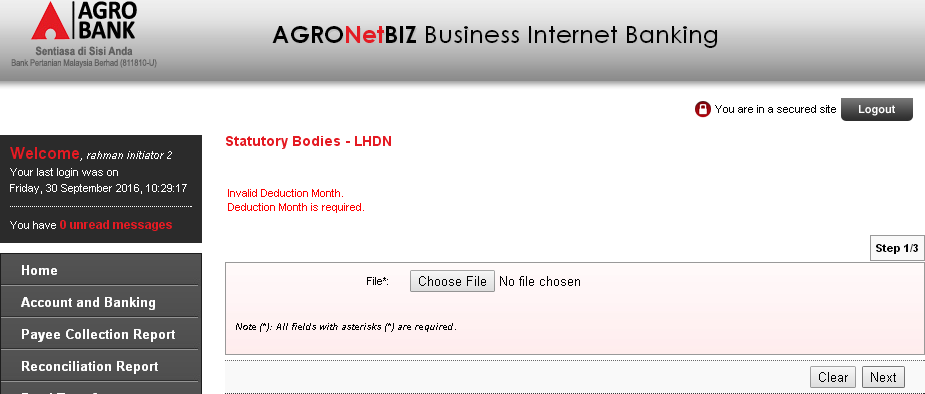 AGRO
BANK
Sentiasa di Sisi Anda
Bank Pertanian Malaysia Berhad (811810-U)
AGRONetBIZ Business Internet Banking
You are in a secured site
Logout
Welcome, rahman initiator 2
Your last login was on
Friday, 30 September 2016, 10:29:17
You have 0 unread messages
Home
Account and Banking
Payee Collection Report
Reconciliation Report
Statutory Bodies - LHDN
Invalid Deduction Month.
Deduction Month is required.
Step 1/3
File*: Choose File No file chosen
Note (*): All fields with asterisks (*) are required.
Clear Next